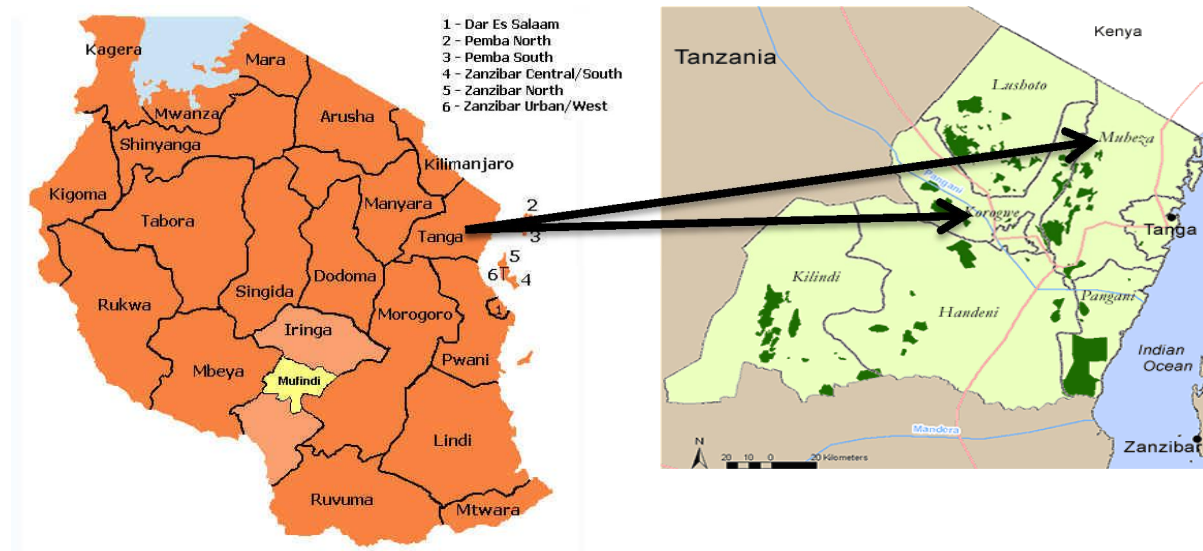 1 - Dar Es Salaam
2 - Pemba North
3 - Pemba South
4 - Zanzibar Central/South
5 - Zanzibar North
6 - Zanzibar Urban/West
Kagera
Mara
Mwanza
Arusha
Shinyanga
Kilimanjaro
Kigoma
Manyara
Tabora
2
Tanga
3
5
6
4
Dodoma
Singida
Rukwa
Morogoro
1
Iringa
Pwani
Mbeya
Mufindi
Lindi
Ruvuma
Mtwara
Kenya
Tanzania
Lushoto
Muheza
Pangani
Korogwe
Tanga
Kilindi
Pangani
Handeni
Indian
Ocean
Mandera
Zanzibar
N
20 10 0 20 Kilometers